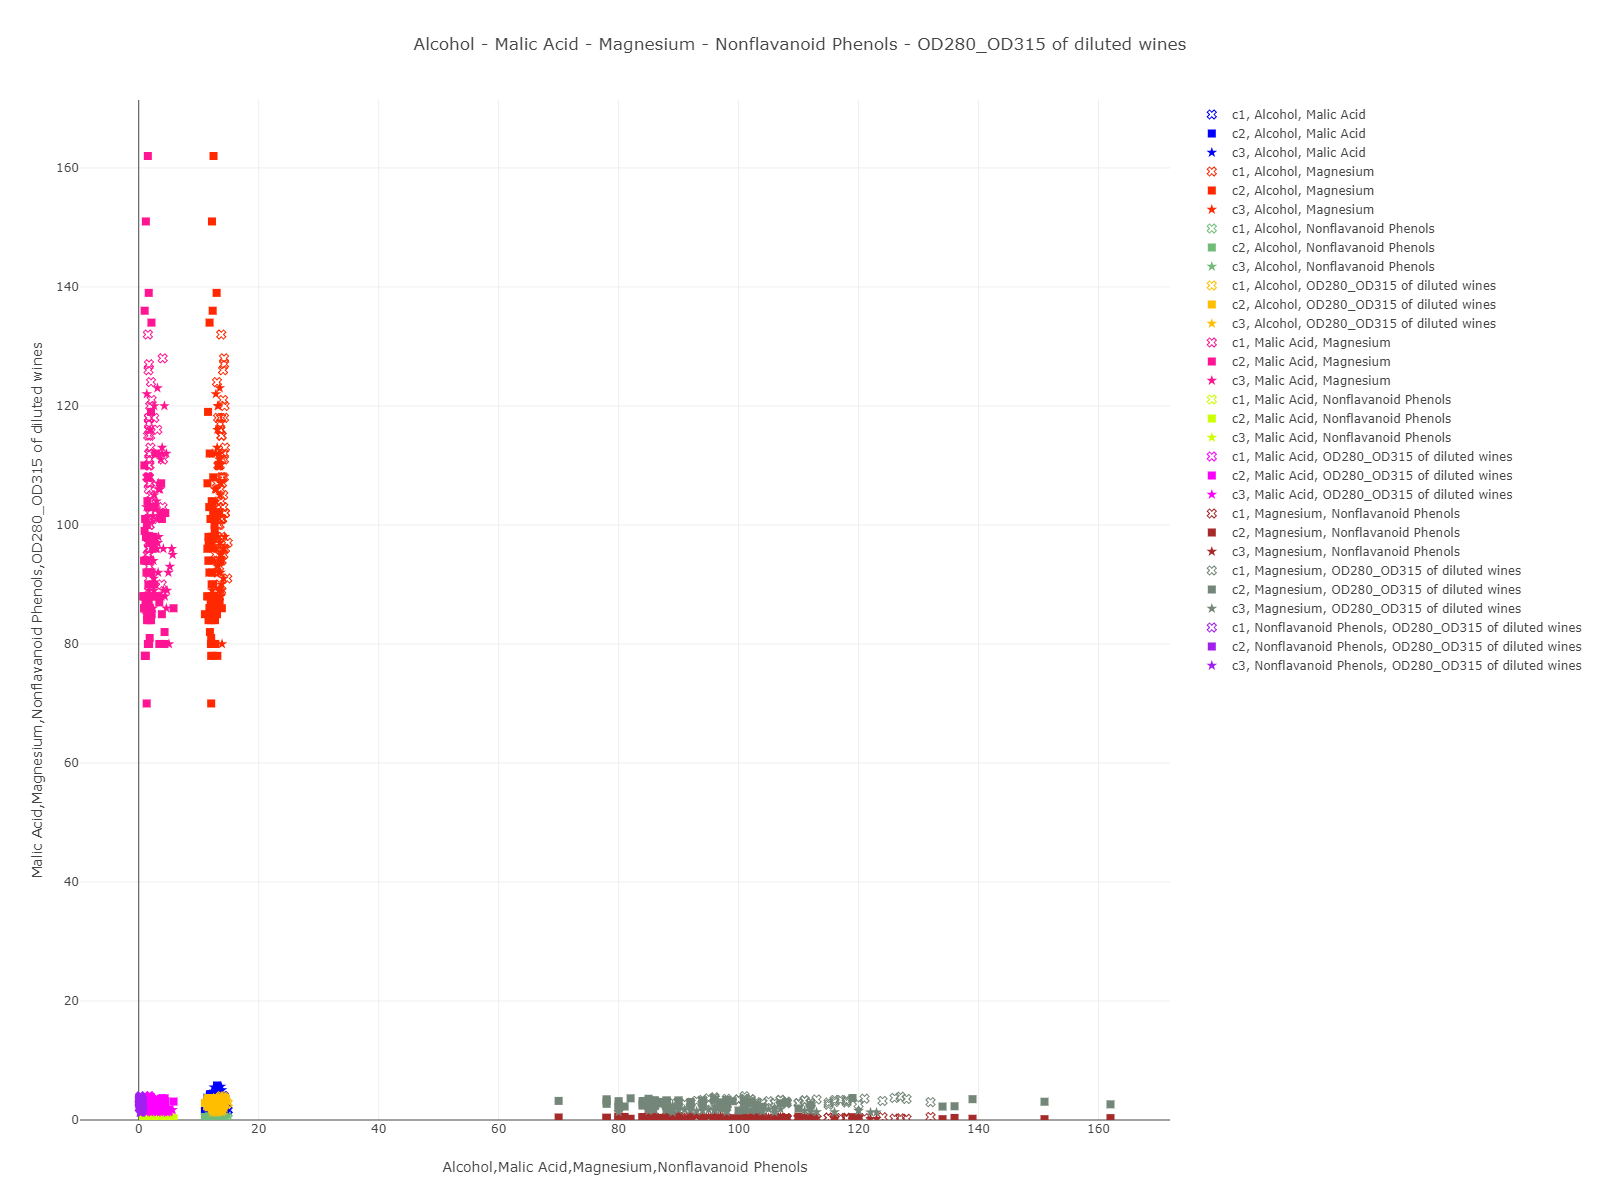 Alcohol - Malic Acid - Magnesium - Nonflavanoid Phenols - OD280_OD315 of diluted wines
Malic Acid,Magnesium,Nonflavanoid Phenols,OD280_OD315 of diluted wines
160
140
120
100
80
60
40
20
0
0
20
40
60
80
100
120
140
160
Alcohol,Malic Acid,Magnesium,Nonflavanoid Phenols
c1, Alcohol, Malic Acid
c2, Alcohol, Malic Acid
c3, Alcohol, Malic Acid
c1, Alcohol, Magnesium
c2, Alcohol, Magnesium
c3, Alcohol, Magnesium
c1, Alcohol, Nonflavanoid Phenols
c2, Alcohol, Nonflavanoid Phenols
c3, Alcohol, Nonflavanoid Phenols
c1, Alcohol, OD280_OD315 of diluted wines
c2, Alcohol, OD280_OD315 of diluted wines
c3, Alcohol, OD280_OD315 of diluted wines
c1, Malic Acid, Magnesium
c2, Malic Acid, Magnesium
c3, Malic Acid, Magnesium
c1, Malic Acid, Nonflavanoid Phenols
c2, Malic Acid, Nonflavanoid Phenols
c3, Malic Acid, Nonflavanoid Phenols
c1, Malic Acid, OD280_OD315 of diluted wines
c2, Malic Acid, OD280_OD315 of diluted wines
c3, Malic Acid, OD280_OD315 of diluted wines
c1, Magnesium, Nonflavanoid Phenols
c2, Magnesium, Nonflavanoid Phenols
c3, Magnesium, Nonflavanoid Phenols
c1, Magnesium, OD280_OD315 of diluted wines
c2, Magnesium, OD280_OD315 of diluted wines
c3, Magnesium, OD280_OD315 of diluted wines
c1, Nonflavanoid Phenols, OD280_OD315 of diluted wines
c2, Nonflavanoid Phenols, OD280_OD315 of diluted wines
c3, Nonflavanoid Phenols, OD280_OD315 of diluted wines